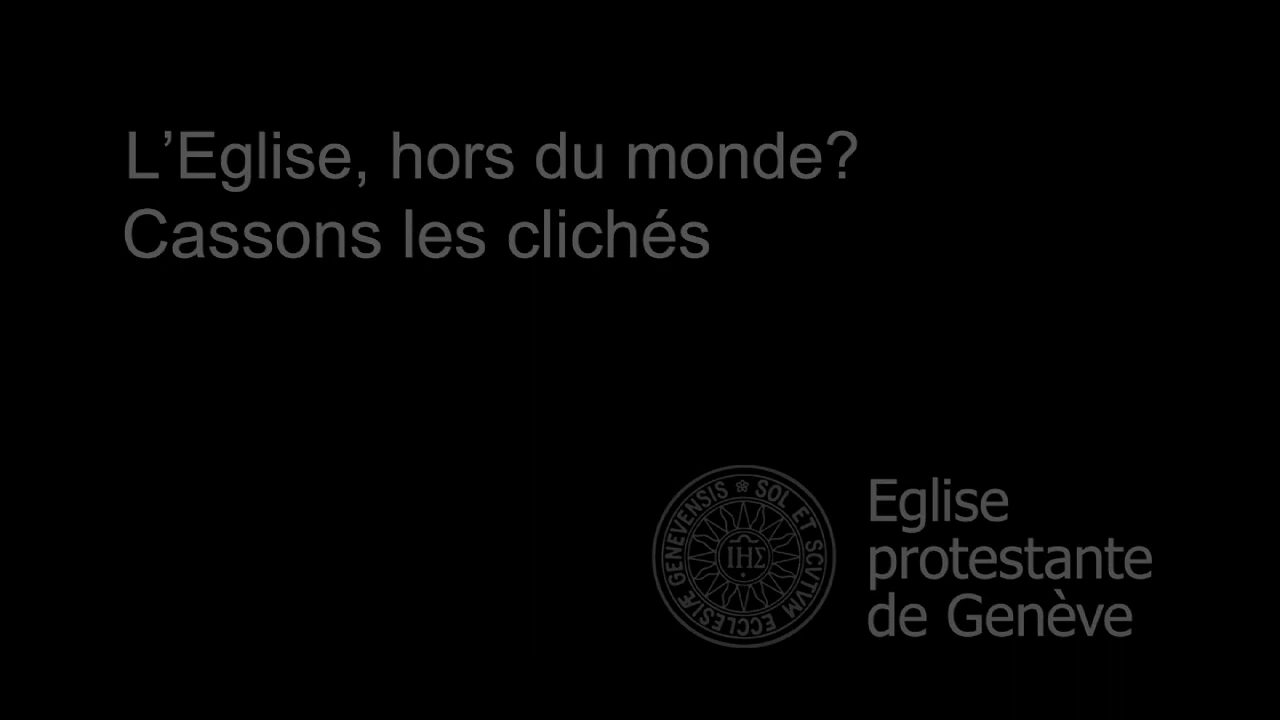 L’Eglise, hors du monde?
Cassons les clichés
SOL ET SCVTVM ECCLESIÆ GENEVENSIS
IHΣ
Eglise
protestante
de Genève